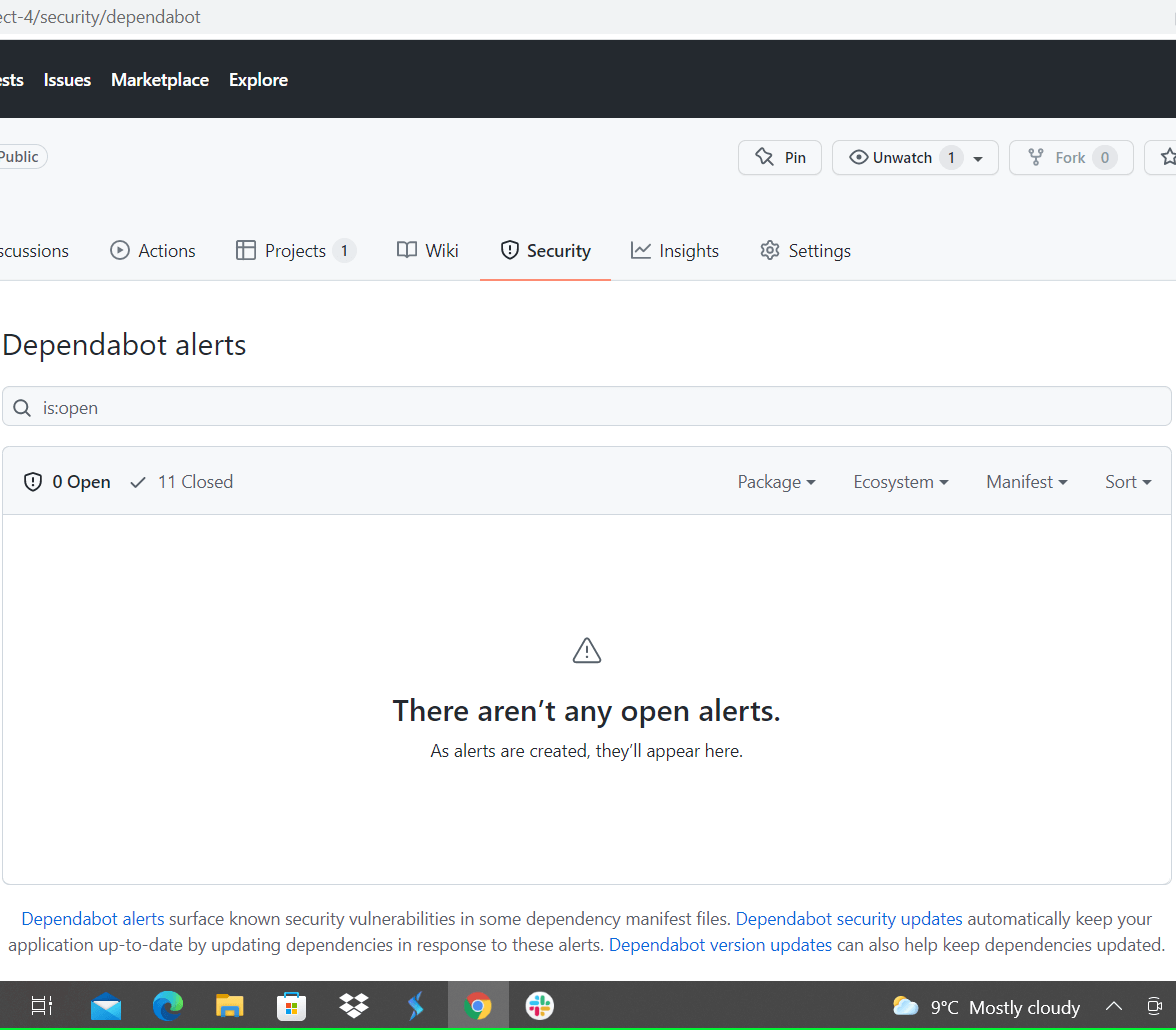 ect-4/security/dependabot
ests Issues Marketplace Explore
Public
Pin Unwatch 1 Fork 0
scussions Actions Projects 1 Wiki Security Insights Settings
Dependabot alerts
is:open
0 Open 11 Closed Package Ecosystem Manifest Sort
There aren’t any open alerts.
As alerts are created, they’ll appear here.
Dependabot alerts surface known security vulnerabilities in some dependency manifest files. Dependabot security updates automatically keep your
application up-to-date by updating dependencies in response to these alerts. Dependabot version updates can also help keep dependencies updated.
9°C Mostly cloudy